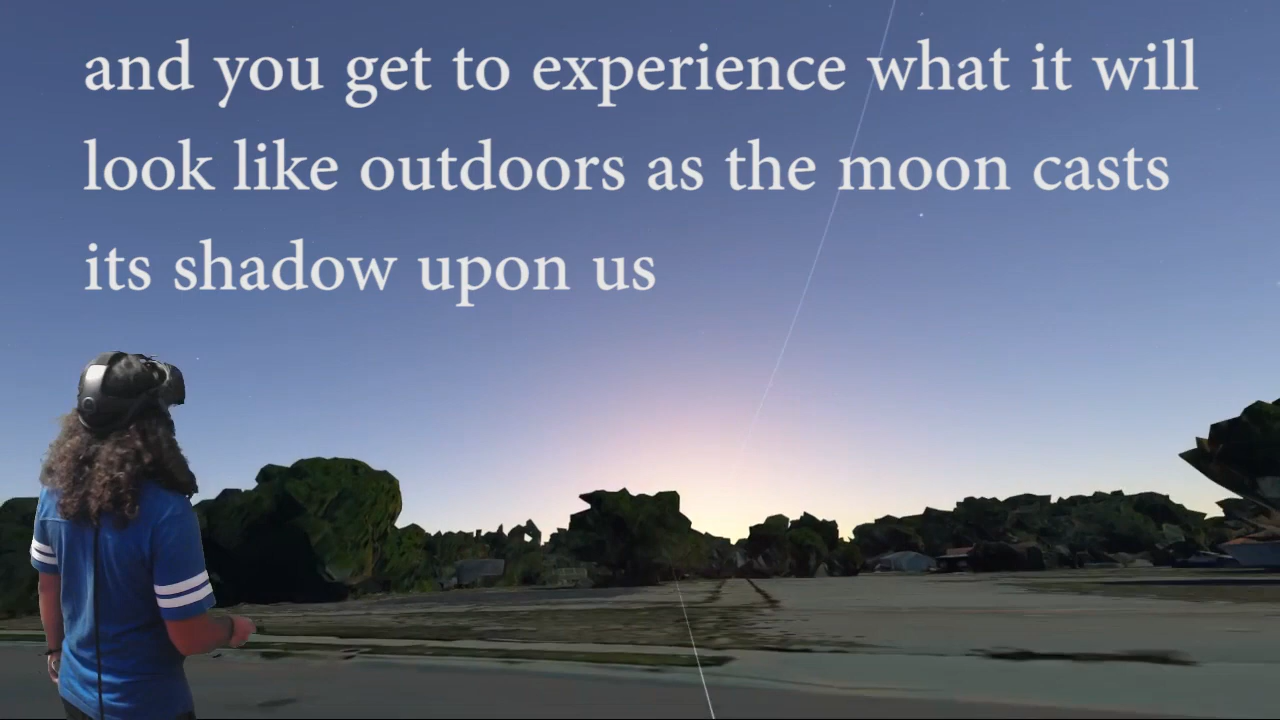 and you get to experience what it will
look like outdoors as the moon casts
its shadow upon us